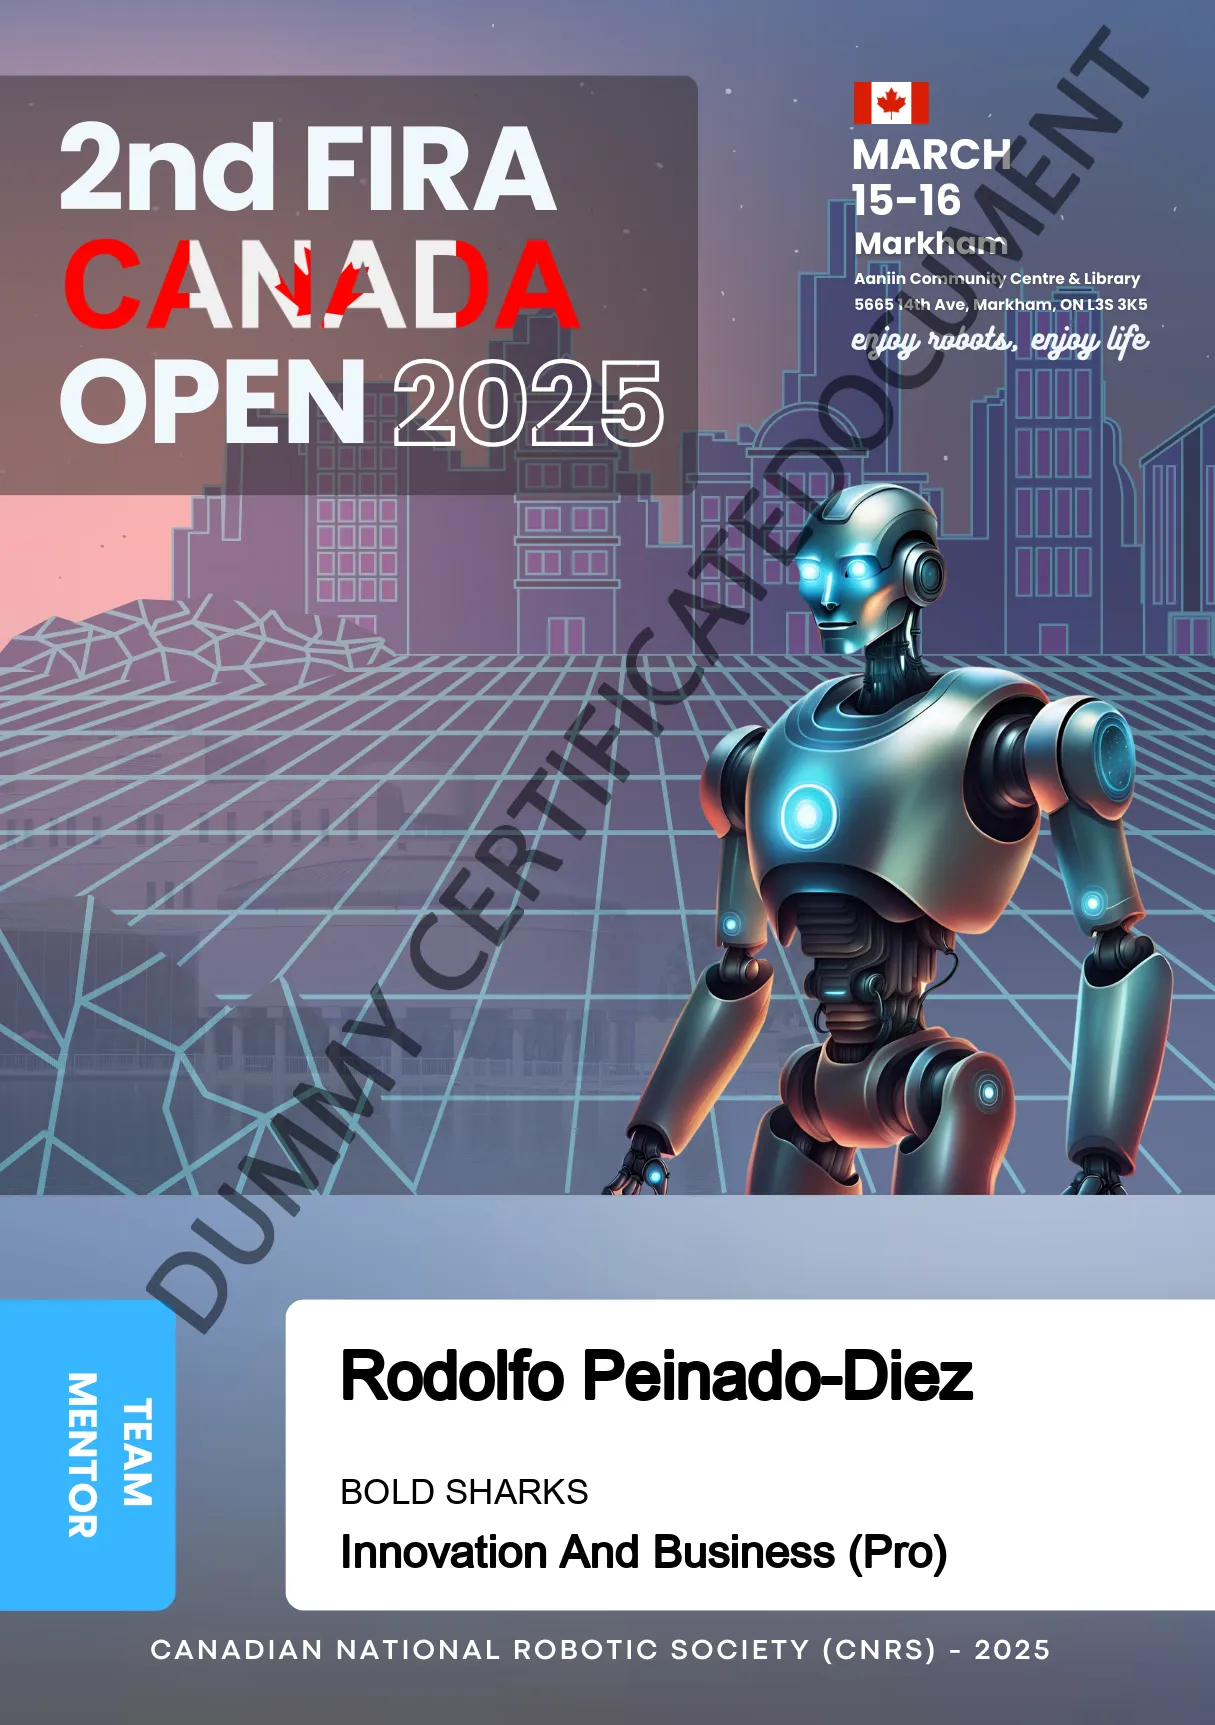 2nd FIRA
CANADA
OPEN 2025
MARCH
15-16
Markham
Aaniin Community Centre & Library
5665 14th Ave, Markham, ON L3S 3K5
enjoy robots, enjoy life
DUMMY CERTIFICATEDOCUMENT
TEAM
MENTOR
Rodolfo Peinado-Diez
BOLD SHARKS
Innovation And Business (Pro)
CANADIAN NATIONAL ROBOTIC SOCIETY (CNRS) - 2025